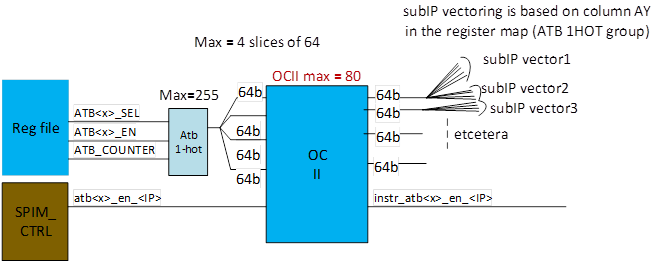 subIP vectoring is based on column AY
in the register map (ATB 1HOT group)
Max = 4 slices of 64
subIP vector1
OCII max = 80
Max=255
64b
64b
subIP vector2
ATB<x>_SEL
64b
subIP vector3
Reg file
ATB<x>_EN
Atb
1-hot
64b
64b
etcetera
ATB_COUNTER
OC
II
64b
64b
64b
SPIM_
CTRL
atb<x>_en_<IP>
instr_atb<x>_en_<IP>